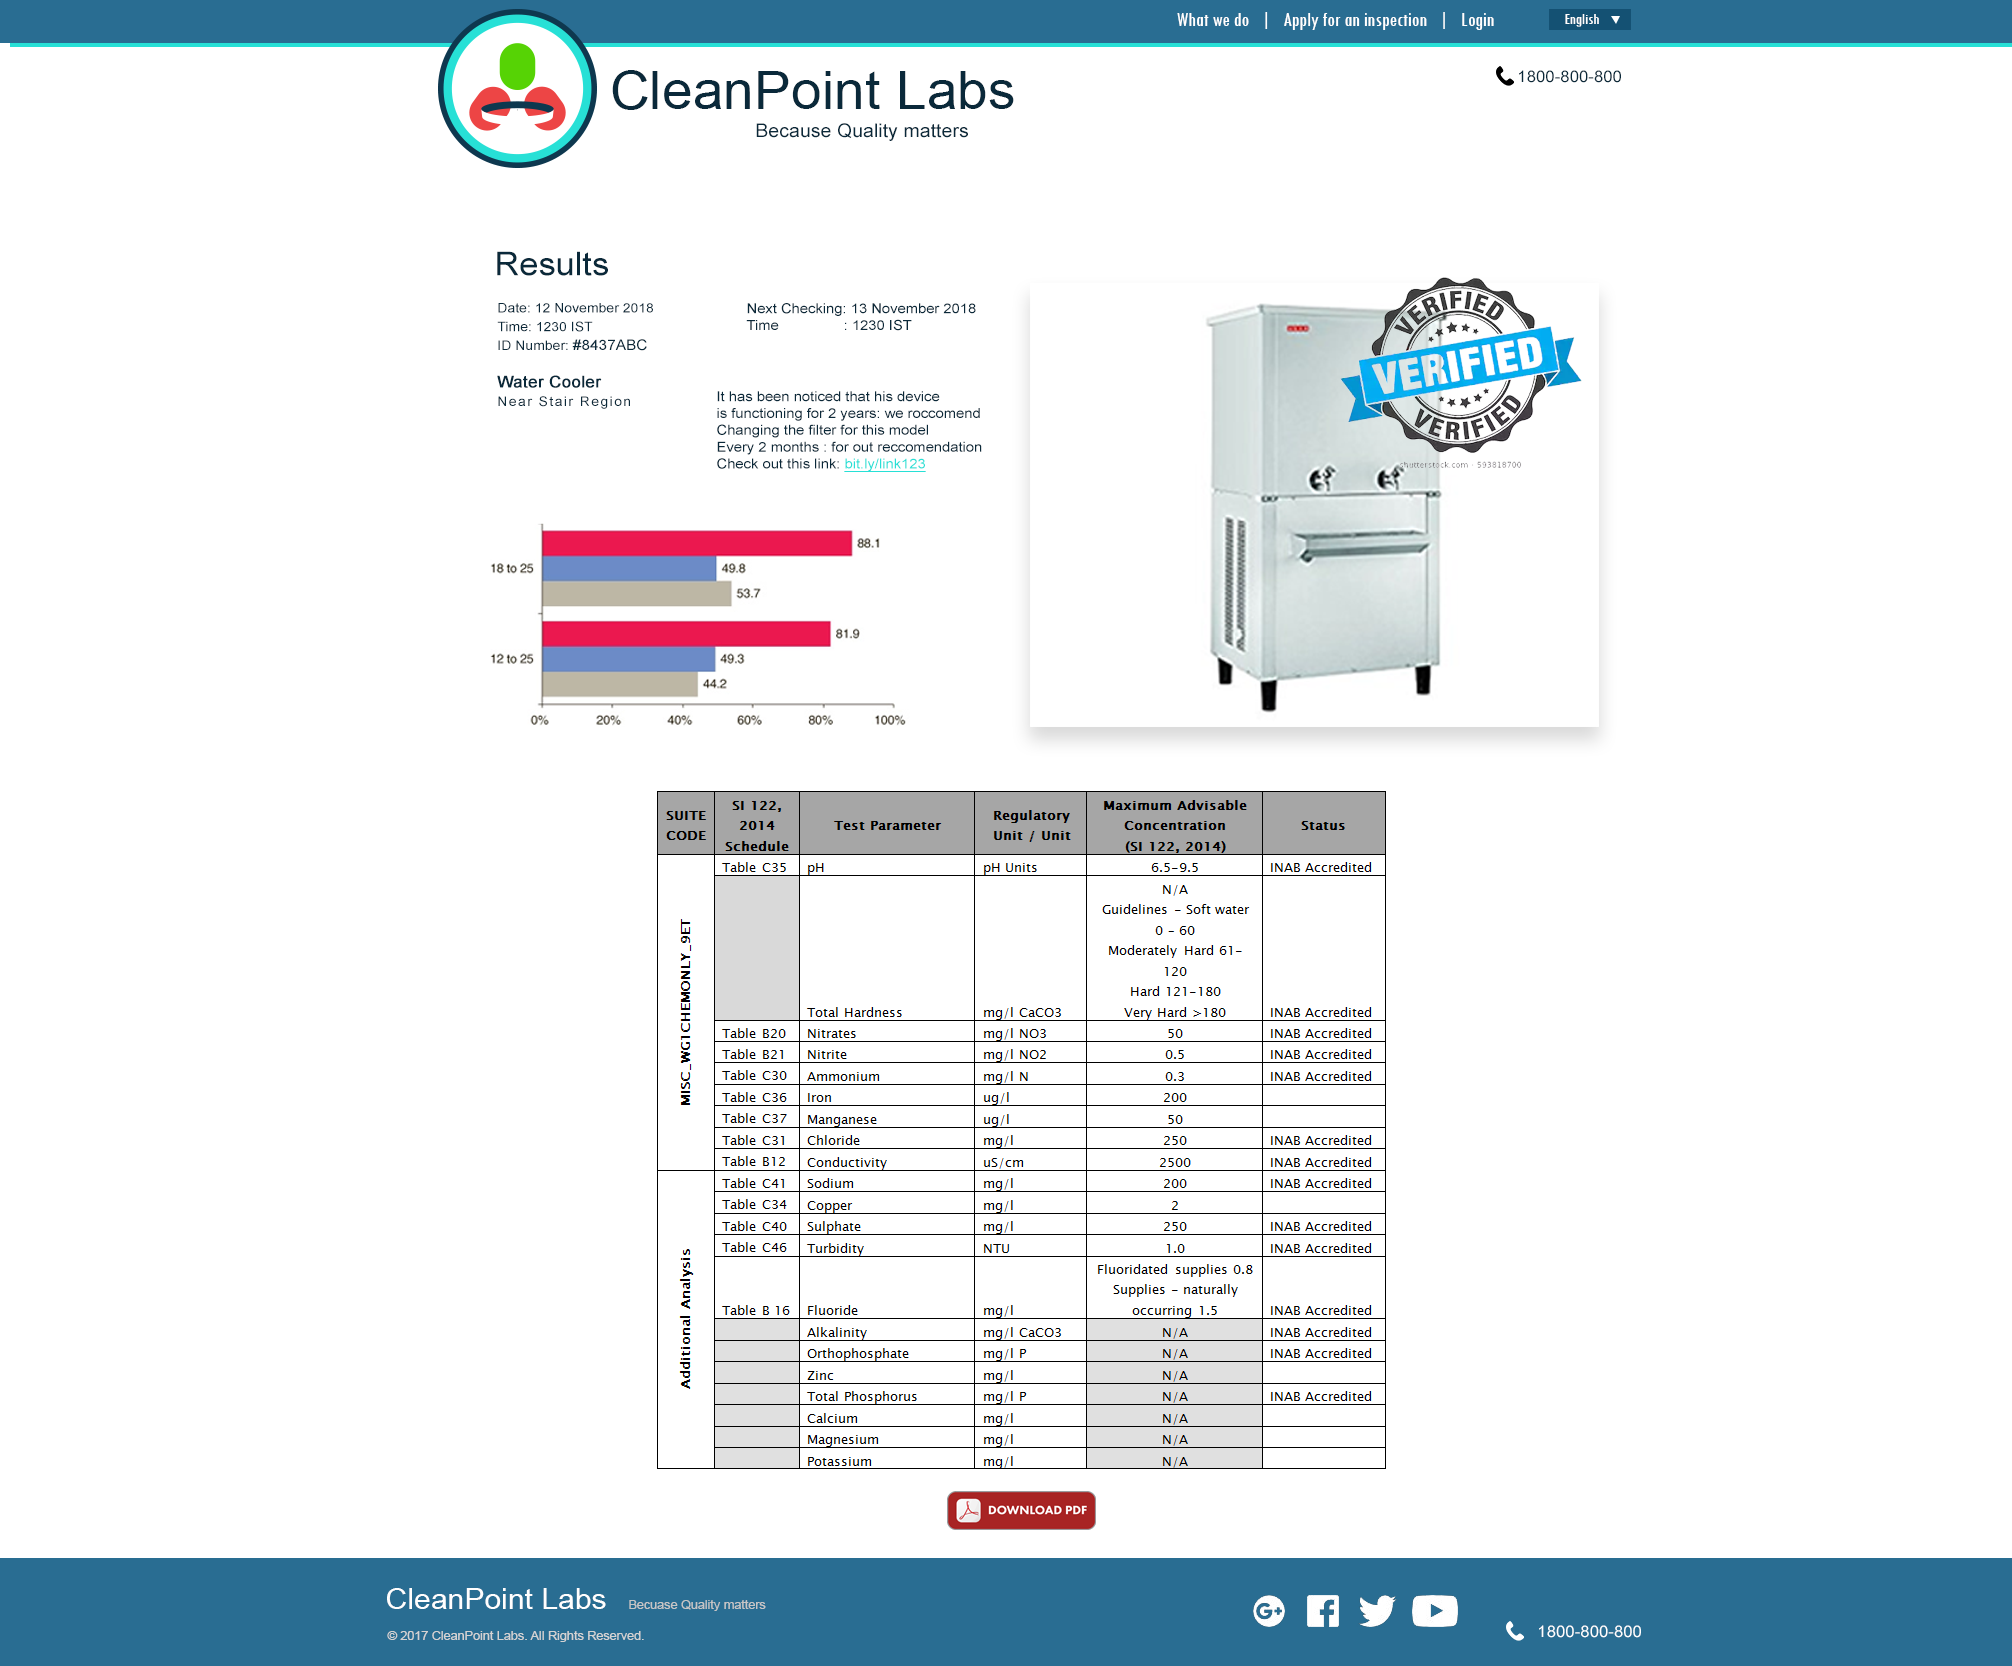 What we do | Apply for an inspection | Login
English
CleanPoint Labs
Because Quality matters
1800-800-800
Results
Date: 12 November 2018
Time: 1230 IST
ID Number: #8437ABC
Next Checking: 13 November 2018
Time : 1230 IST
Water Cooler
Near Stair Region
It has been noticed that his device
is functioning for 2 years: we roccomend
Changing the filter for this model
Every 2 months : for out reccomendation
Check out this link: bit.ly/link123
VERIFIED
VERIFIED
VERIFIED
shutterstock.com · 593818700
18 to 25
88.1
49.8
53.7
12 to 25
81.9
49.3
44.2
0% 20% 40% 60% 80% 100%
SUITE CODE SI 122, 2014 Schedule Test Parameter Regulatory Unit / Unit Maximum Advisable Concentration (SI 122, 2014) Status
MISC_WG1CHEMONLY_9ET
Table C35 pH pH Units 6.5-9.5 INAB Accredited
N/A
Guidelines - Soft water
0 - 60
Moderately Hard 61-
120
Hard 121-180
Total Hardness mg/l CaCO3 Very Hard >180 INAB Accredited
Table B20 Nitrates mg/l NO3 50 INAB Accredited
Table B21 Nitrite mg/l NO2 0.5 INAB Accredited
Table C30 Ammonium mg/l N 0.3 INAB Accredited
Table C36 Iron ug/l 200
Table C37 Manganese ug/l 50
Table C31 Chloride mg/l 250 INAB Accredited
Table B12 Conductivity uS/cm 2500 INAB Accredited
Additional Analysis
Table C41 Sodium mg/l 200 INAB Accredited
Table C34 Copper mg/l 2
Table C40 Sulphate mg/l 250 INAB Accredited
Table C46 Turbidity NTU 1.0 INAB Accredited
Fluoridated supplies 0.8
Supplies - naturally
Table B 16 Fluoride mg/l occurring 1.5 INAB Accredited
Alkalinity mg/l CaCO3 N/A INAB Accredited
Orthophosphate mg/l P N/A INAB Accredited
Zinc mg/l N/A
Total Phosphorus mg/l P N/A INAB Accredited
Calcium mg/l N/A
Magnesium mg/l N/A
Potassium mg/l N/A
DOWNLOAD PDF
CleanPoint Labs Becuase Quality matters
© 2017 CleanPoint Labs. All Rights Reserved.
G+
1800-800-800